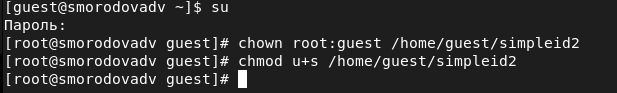 [guest@smorodovadv ~]$ su
Пароль:
[root@smorodovadv guest]# chown root:guest /home/guest/simpleid2
[root@smorodovadv guest]# chmod u+s /home/guest/simpleid2
[root@smorodovadv guest]#